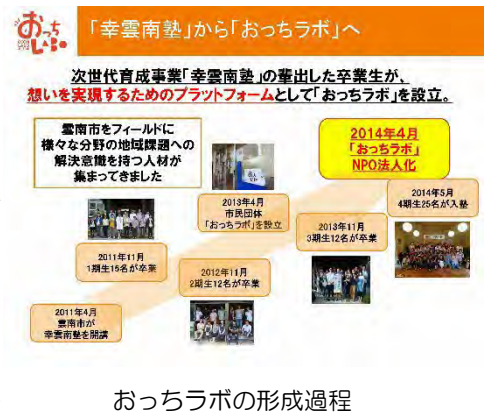 おっち
らぼ
「幸雲南塾」から「おっちラボ」へ
次世代育成事業「幸雲南塾」の輩出した卒業生が、
想いを実現するためのプラットフォームとして「おっちラボ」を設立。
雲南市をフィールドに
様々な分野の地域課題への
解決意識を持つ人材が
集まってきました
2014年4月
「おっちラボ」
NPO法人化
2013年4月
市民団体
「おっちラボ」を設立
2014年5月
4期生25名が入塾
2011年11月
1期生15名が卒業
2013年11月
3期生12名が卒業
2012年11月
2期生12名が卒業
2011年4月
雲南市が
幸雲南塾を開講
おっちラボの形成過程